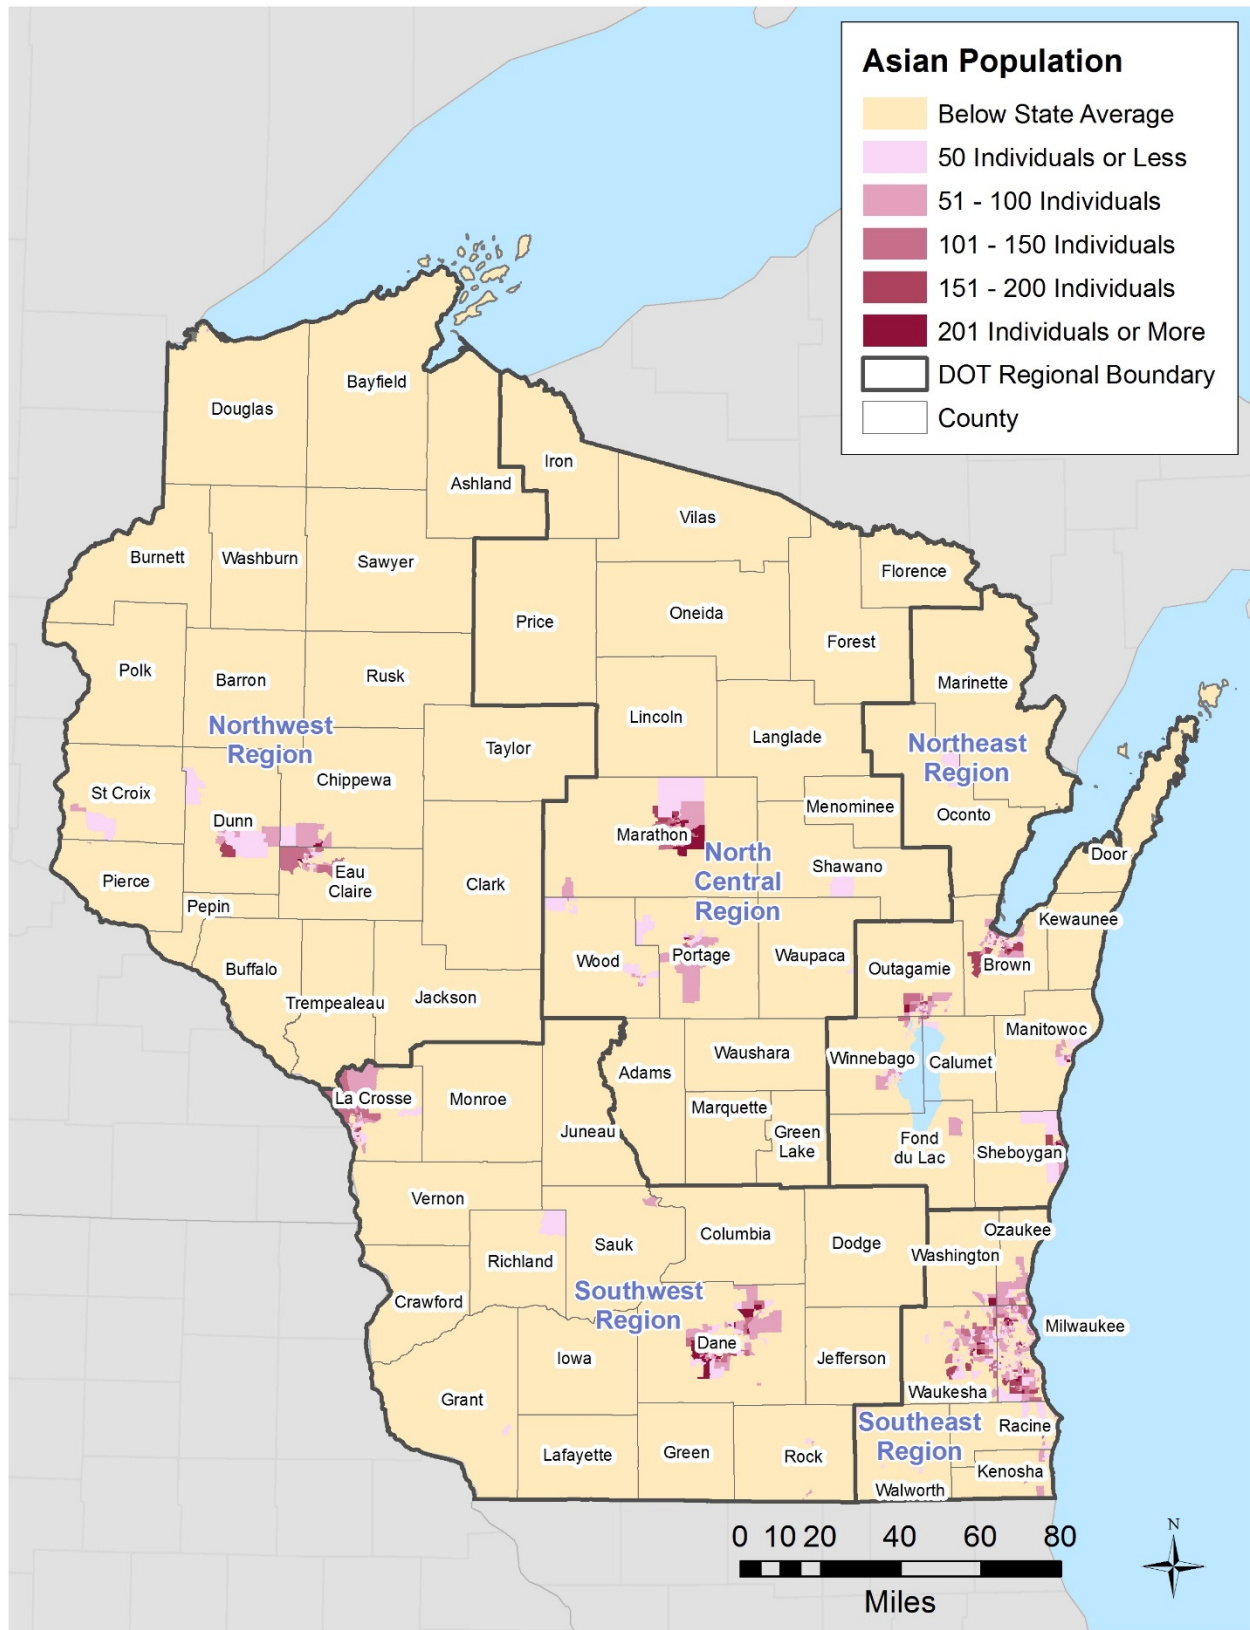 Asian Population
Below State Average
50 Individuals or Less
51 - 100 Individuals
101 - 150 Individuals
151 - 200 Individuals
201 Individuals or More
DOT Regional Boundary
County
Bayfield
Douglas
Iron
Ashland
Vilas
Burnett
Washburn
Sawyer
Florence
Oneida
Price
Forest
Polk
Barron
Rusk
Marinette
Lincoln
Northwest
Region
Langlade
Taylor
Northeast
Region
Chippewa
St Croix
Menominee
Oconto
Dunn
Marathon
North
Central
Region
Door
Shawano
Eau
Claire
Pierce
Clark
Pepin
Kewaunee
Wood
Portage
Waupaca
Outagamie
Brown
Buffalo
Trempealeau
Jackson
Manitowoc
Waushara
Winnebago
Calumet
Adams
La Crosse
Monroe
Marquette
Juneau
Green
Lake
Fond
du Lac
Sheboygan
Vernon
Columbia
Ozaukee
Sauk
Dodge
Washington
Richland
Southwest
Region
Crawford
Milwaukee
Dane
Iowa
Jefferson
Waukesha
Grant
Southeast
Region
Racine
Lafayette
Green
Rock
Kenosha
Walworth
0 10 20 40 60 80
Miles
N